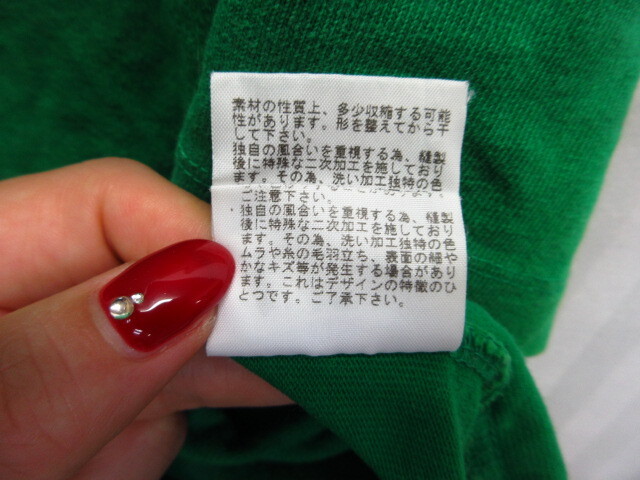 素材の性質上、多少収縮する可能
性があります。形を整えてから干
して下さい。
独自の風合いを重視する為、縫製
後に特殊な二次加工を施しており
ます。その為、洗い加工独特の色
ご注意下さい。
独自の風合いを重視する為、縫製
後に特殊な二次加工を施しており
ます。その為、洗い加工独特の色
ムラや糸の毛羽立ち、表面の細や
かなキズ等が発生する場合があり
ます。これはデザインの特徴のひ
とつです。ご了承下さい。